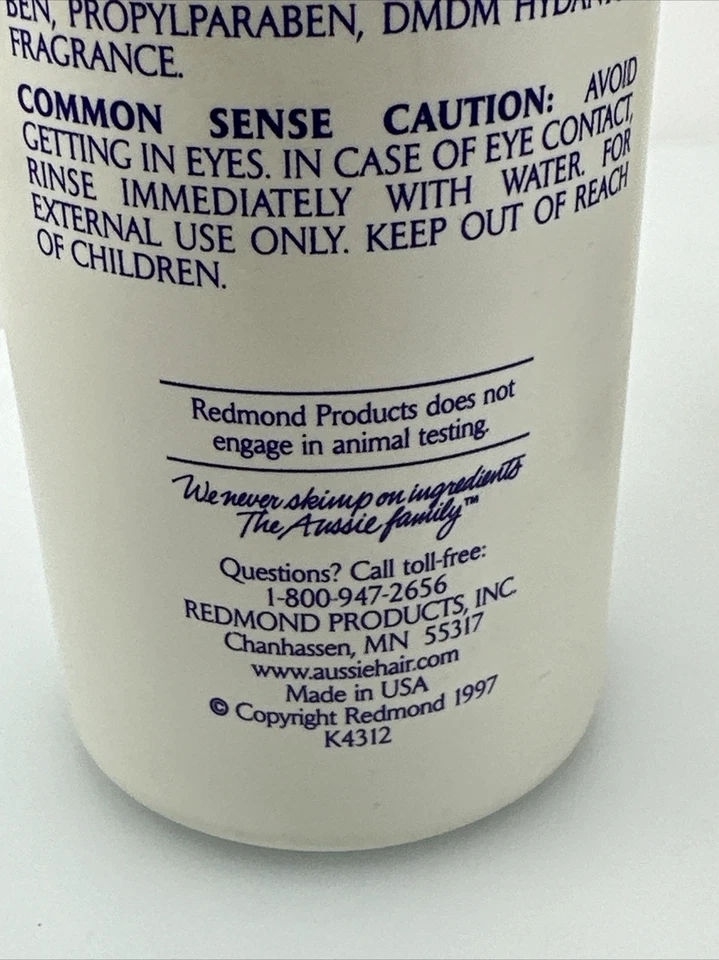 BEN, PROPYLPARABEN, DMDM
FRAGRANCE.
COMMON SENSE CAUTION: AVOID
GETTING IN EYES. IN CASE OF EYE CONTACT,
RINSE IMMEDIATELY WITH WATER. FOR
EXTERNAL USE ONLY. KEEP OUT OF REACH
OF CHILDREN.
Redmond Products does not
engage in animal testing.
We never skimp on ingredients
The Aussie family™
Questions? Call toll-free:
1-800-947-2656
REDMOND PRODUCTS, INC.
Chanhassen, MN 55317
www.aussiehair.com
Made in USA
© Copyright Redmond 1997
K4312